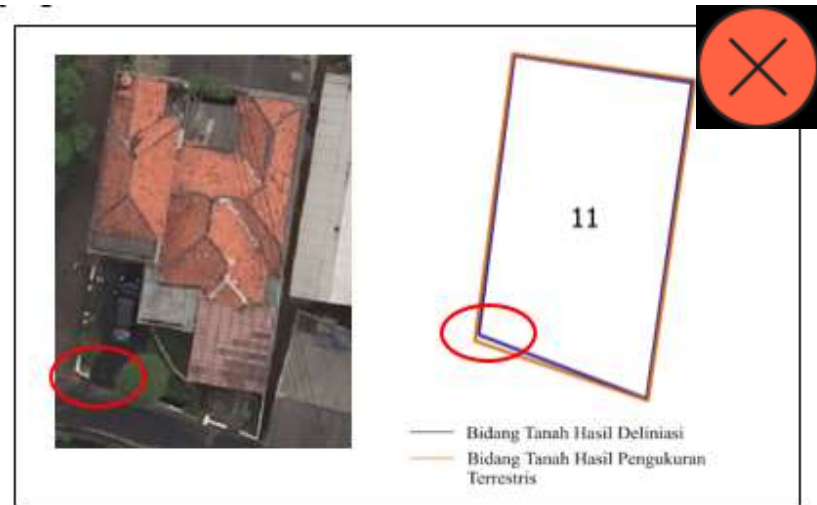 11
Bidang Tanah Hasil Deliniasi
Bidang Tanah Hasil Pengukuran
Terrestris